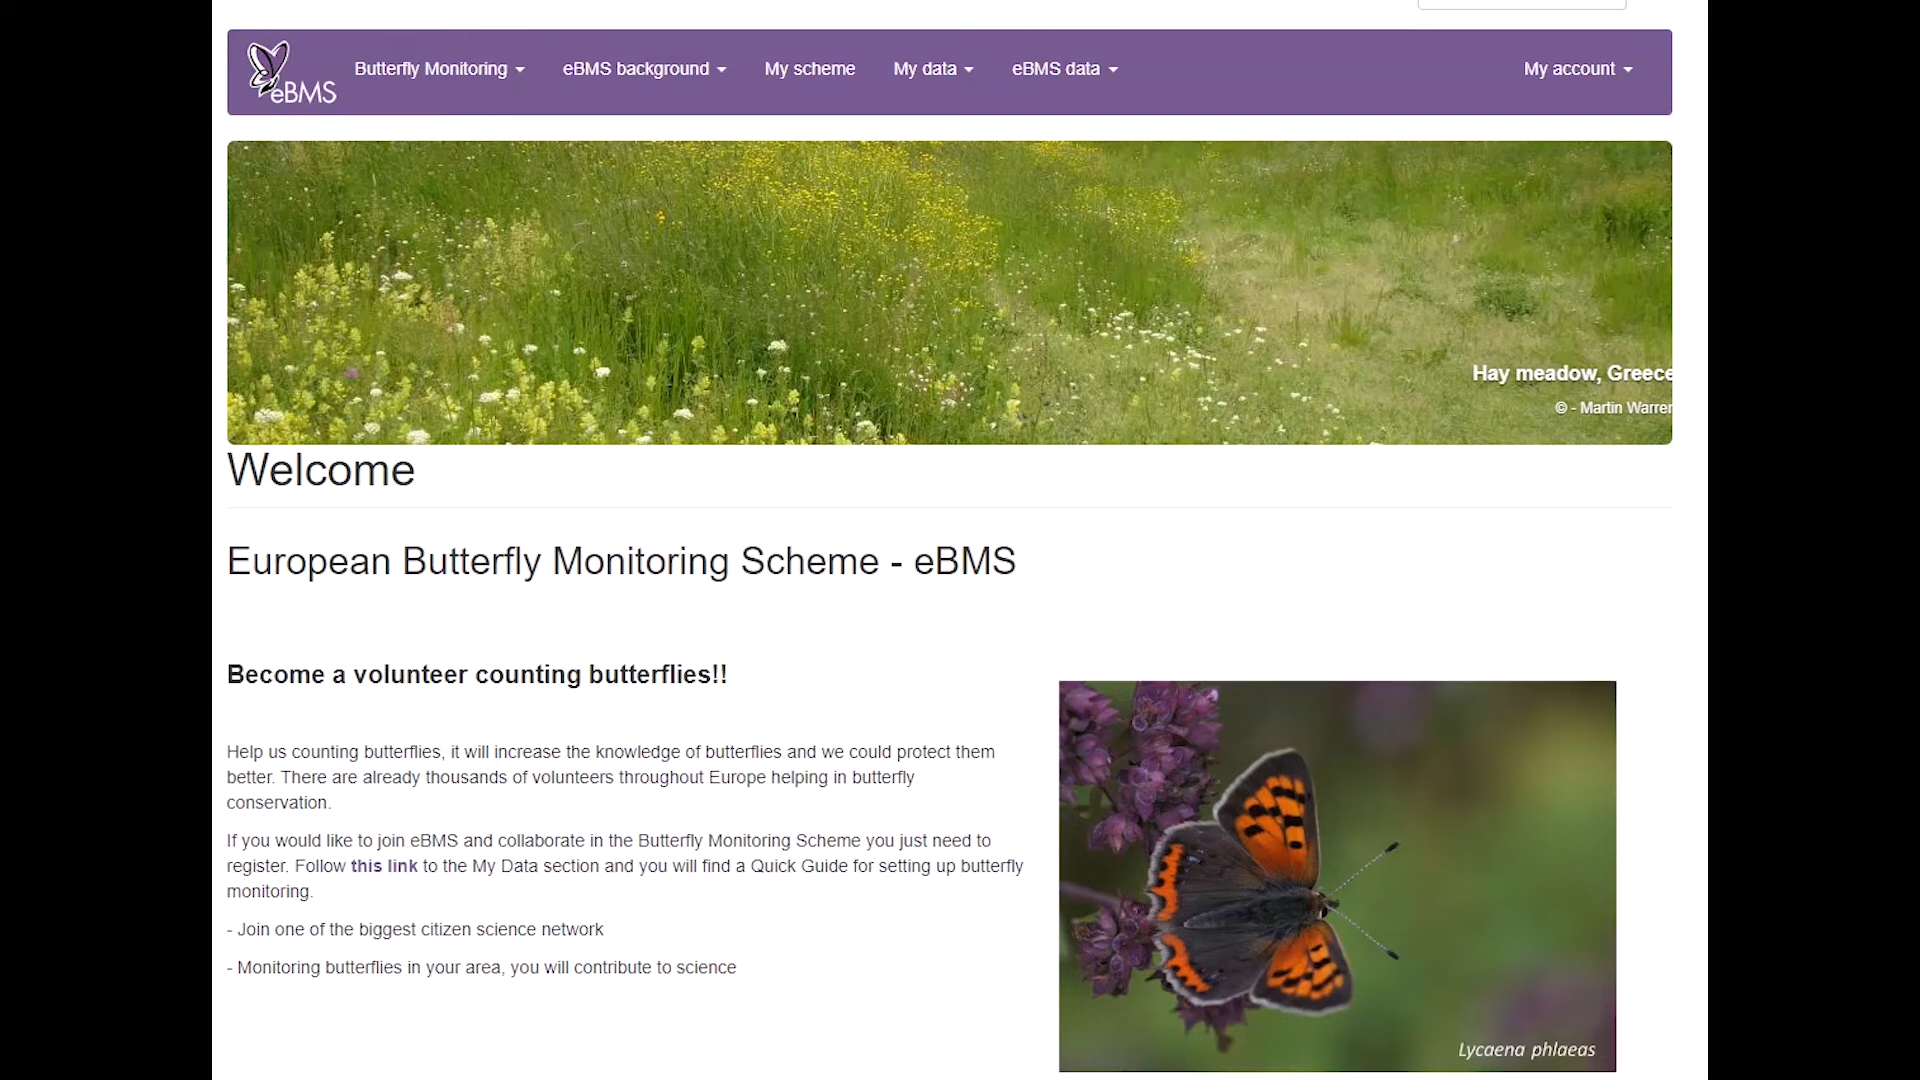 eBMS
Butterfly Monitoring
eBMS background
My scheme
My data
eBMS data
My account
Hay meadow, Greece
© - Martin Warren
Welcome
European Butterfly Monitoring Scheme - eBMS
Become a volunteer counting butterflies!!
Help us counting butterflies, it will increase the knowledge of butterflies and we could protect them
better. There are already thousands of volunteers throughout Europe helping in butterfly
conservation.
If you would like to join eBMS and collaborate in the Butterfly Monitoring Scheme you just need to
register. Follow this link to the My Data section and you will find a Quick Guide for setting up butterfly
monitoring.
- Join one of the biggest citizen science network
- Monitoring butterflies in your area, you will contribute to science
Lycaena phlaeas